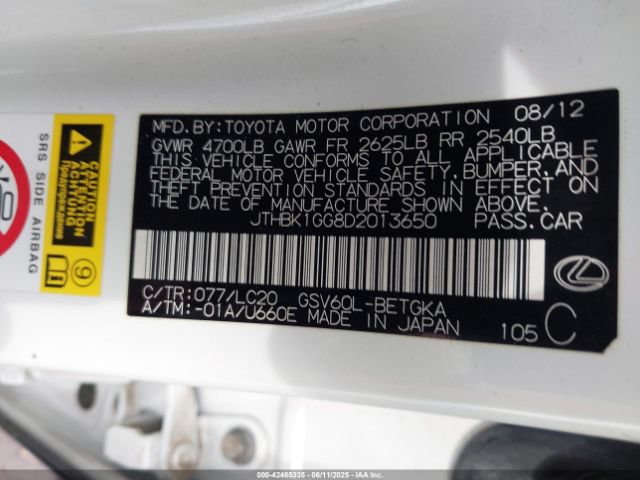 MFD. BY: TOYOTA MOTOR CORPORATION 08/12
GVWR 4700LB GAWR FR 2625LB RR 2540LB
THIS VEHICLE CONFORMS TO ALL APPLICABLE
FEDERAL MOTOR VEHICLE SAFETY, BUMPER, AND
THEFT PREVENTION STANDARDS IN EFFECT ON
THE DATE OF MANUFACTURE SHOWN ABOVE.
JTHBK1GG8D2013650 PASS. CAR
C/TR: 077/LC20 GSV60L-BETGKA
A/TM: -01A/U660E MADE IN JAPAN 105 C
SRS SIDE AIRBAG
9
000-42465335 - 06/11/2025 - IAAI.COM